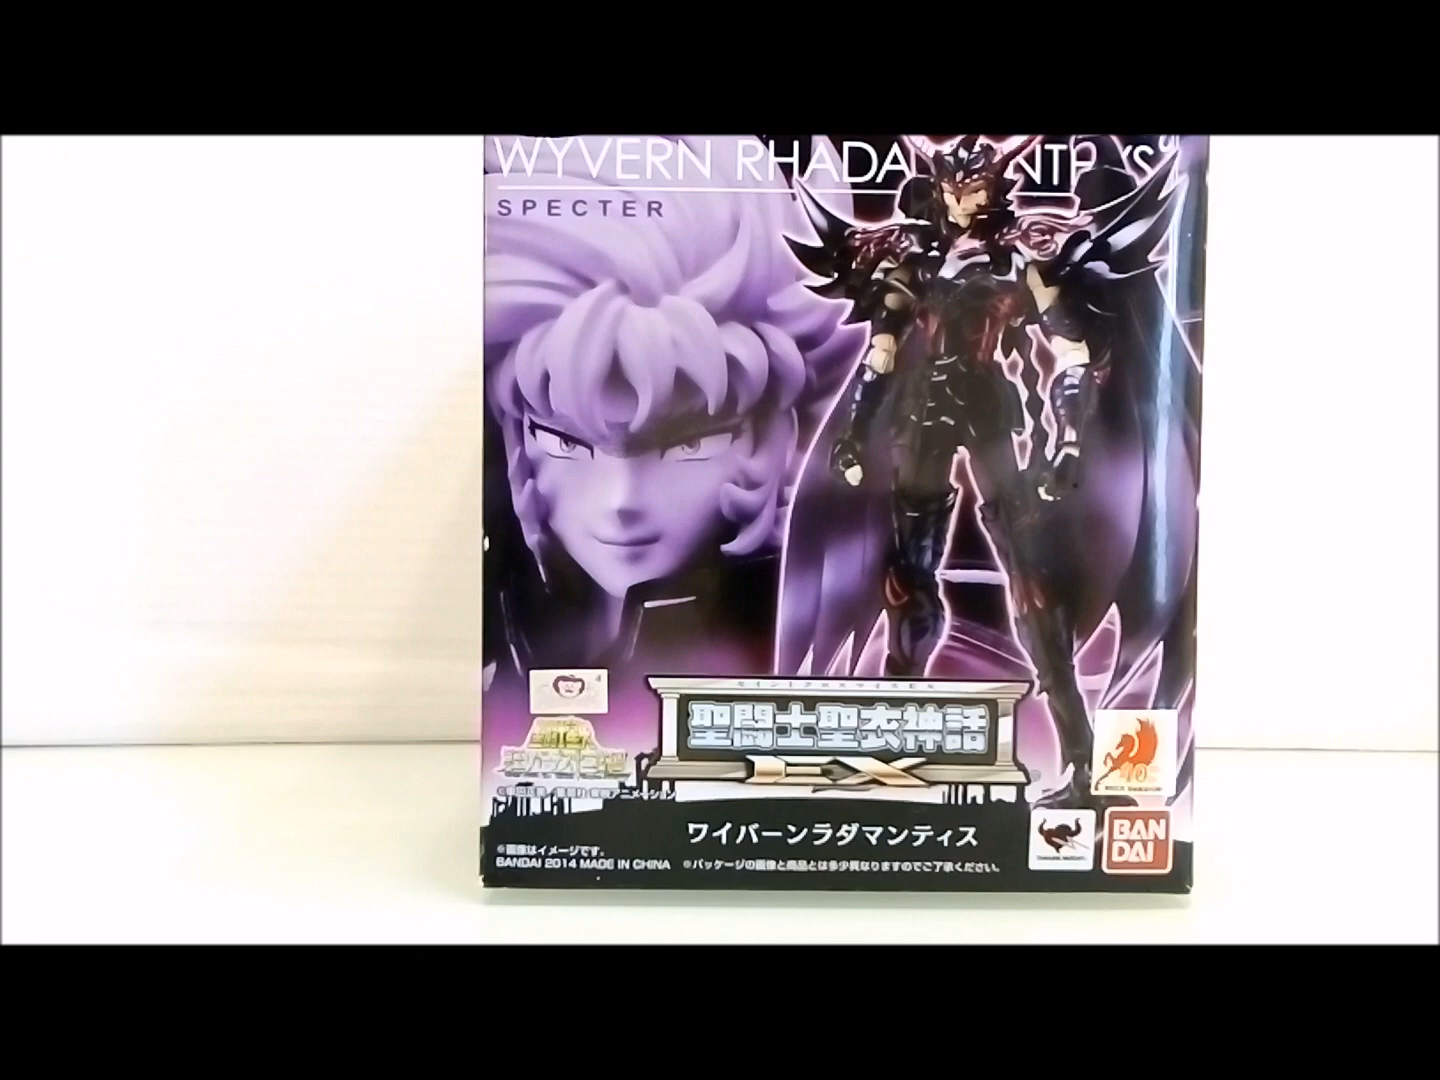 WYVERN RHADAMANTHYS
SPECTER
聖闘士聖衣神話
EX
ワイバーンラダマンティス
※画像はイメージです。
BANDAI 2014 MADE IN CHINA ※パッケージの画像と商品とは多少異なりますのでご了承ください。
BAN
DAI